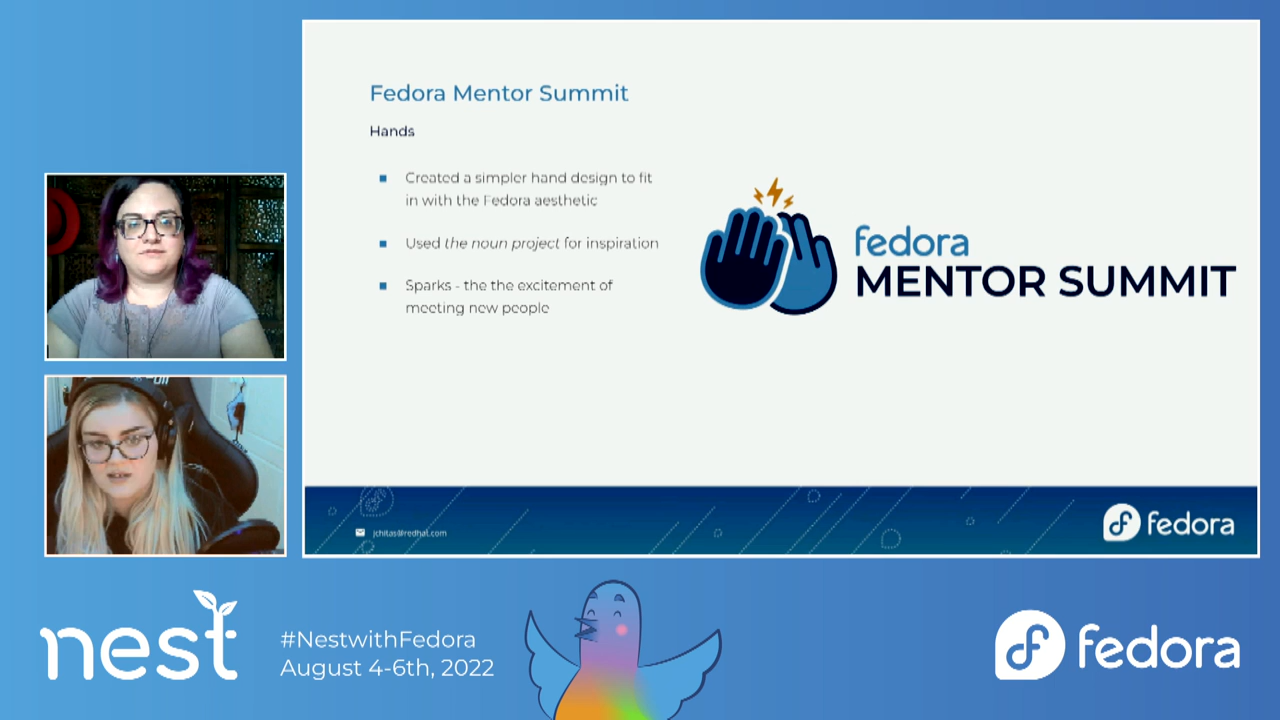 Fedora Mentor Summit
Hands
Created a simpler hand design to fit
in with the Fedora aesthetic
Used the noun project for inspiration
Sparks - the the excitement of
meeting new people
fedora
MENTOR SUMMIT
jchitas@redhat.com
fedora
nest
#NestwithFedora
August 4-6th, 2022
fedora